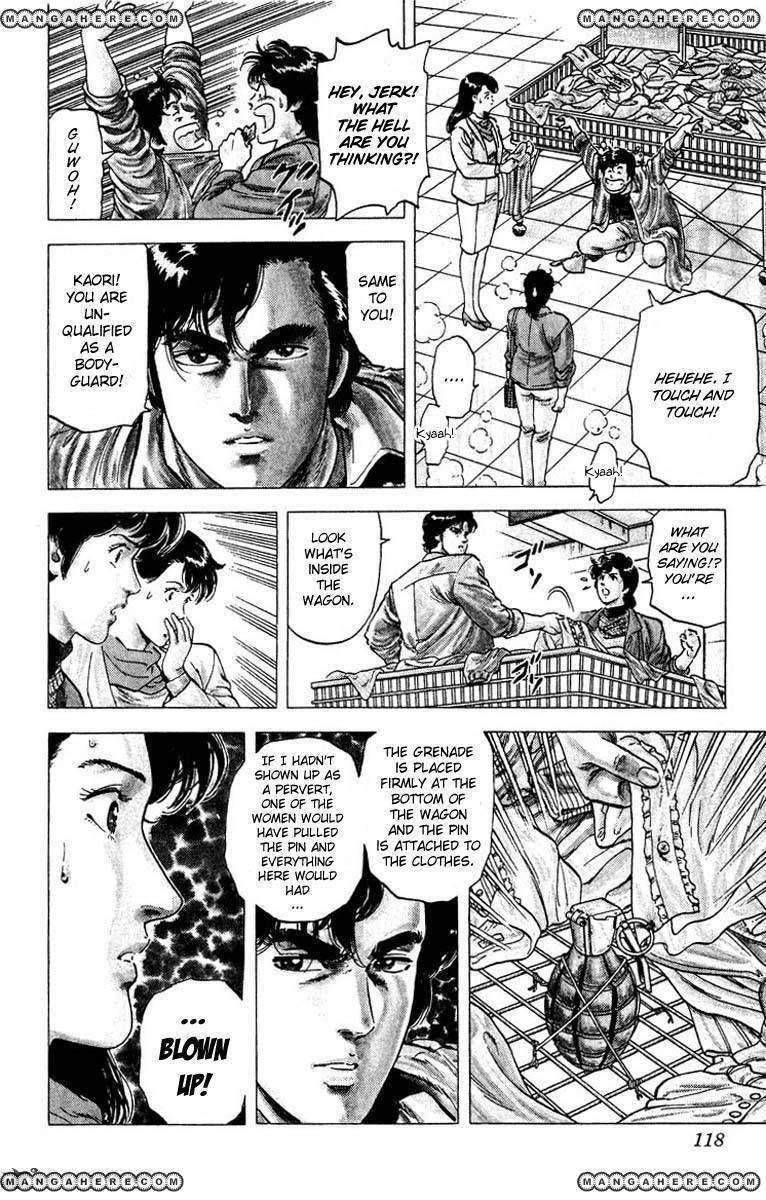 MANGAHERE.COM
MANGAHERE.COM
HEHEHE. I
TOUCH AND
TOUCH!
....
Kyaah!
Kyaah!
HEY, JERK!
WHAT
THE HELL
ARE YOU
THINKING?!
GUWOH!
グイッ
SAME
TO
YOU!
KAORI!
YOU ARE
UN-
QUALIFIED
AS A
BODY-
GUARD!
WHAT
ARE YOU
SAYING!?
YOU'RE
...
LOOK
WHAT'S
INSIDE
THE
WAGON.
THE GRENADE
IS PLACED
FIRMLY AT THE
BOTTOM OF
THE WAGON
AND THE PIN
IS ATTACHED
TO THE
CLOTHES.
IF I HADN'T
SHOWN UP AS
A PERVERT,
ONE OF THE
WOMEN WOULD
HAVE PULLED
THE PIN AND
EVERYTHING
HERE WOULD
HAD
...
...
BLOWN
UP!
118
MANGAHERE.COM
MANGAHERE.COM